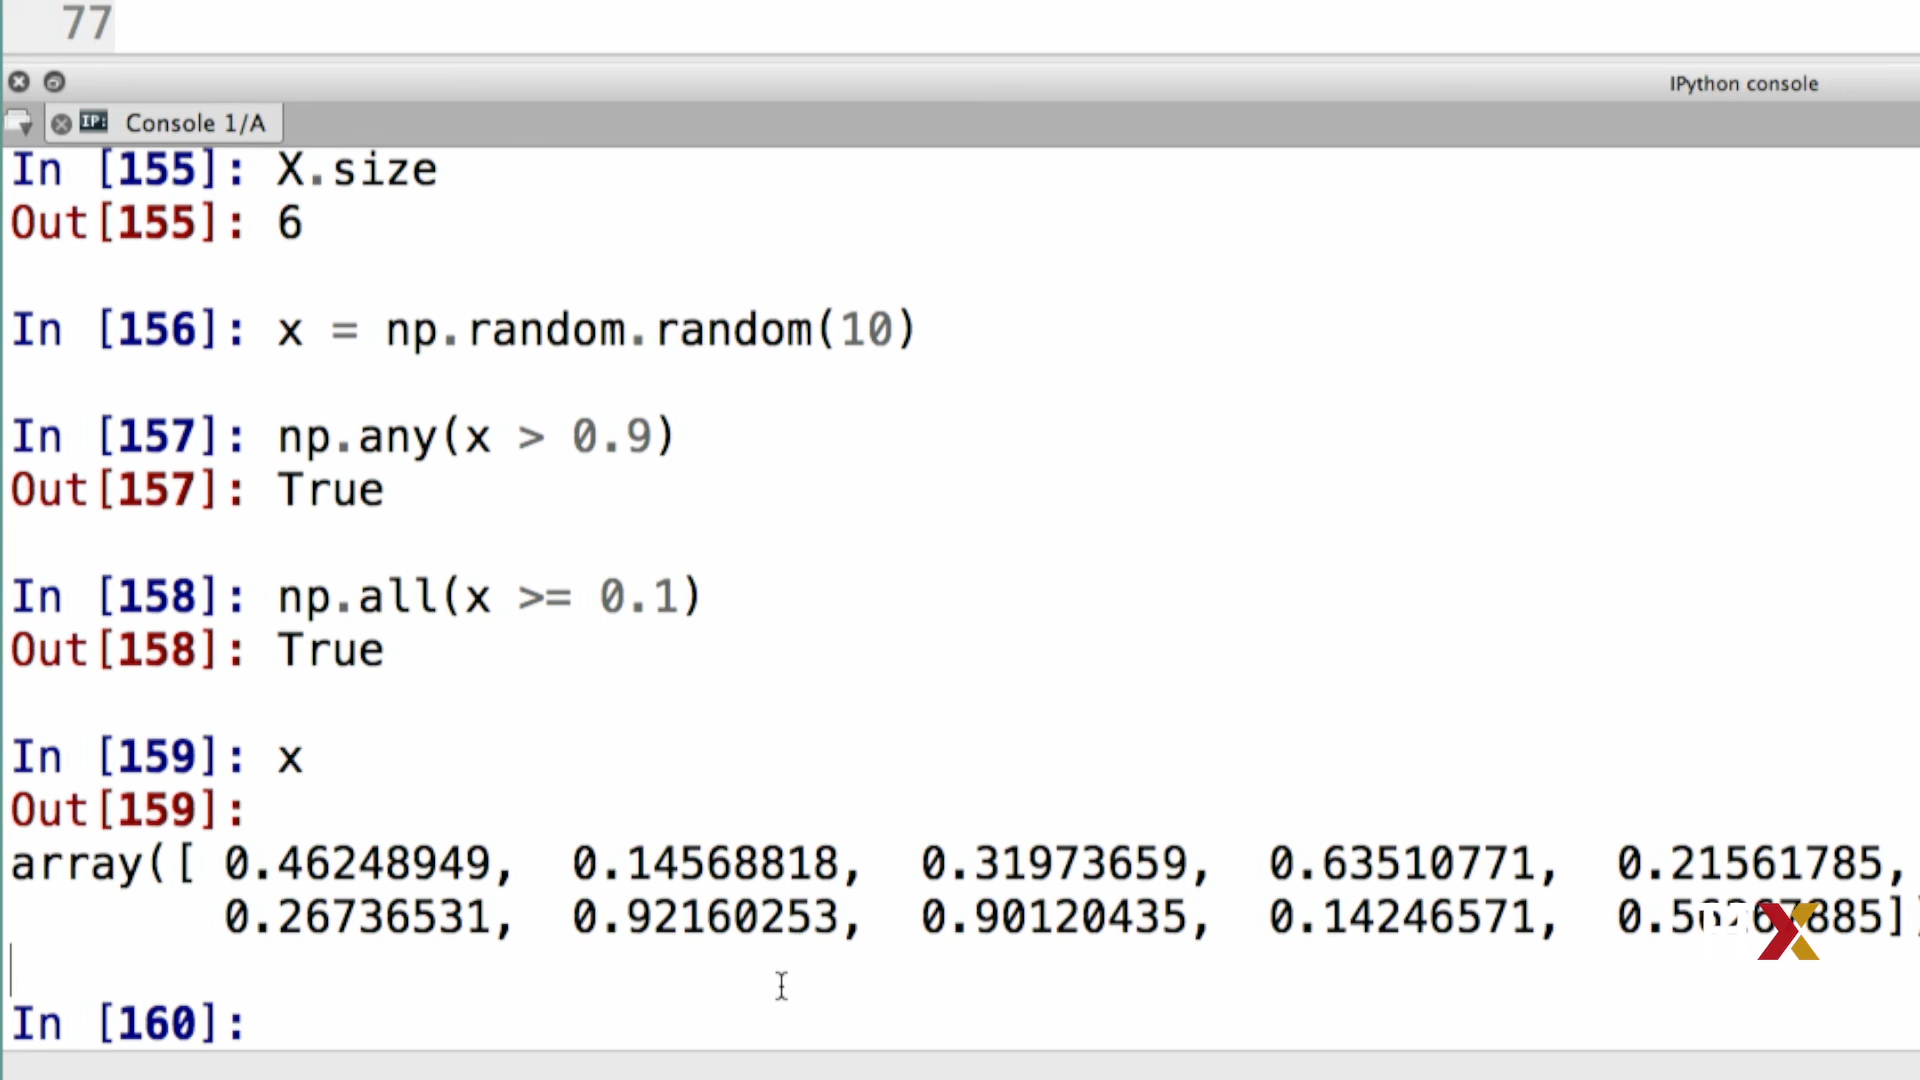 77
IPython console
IP: Console 1/A
In [155]: X.size
Out[155]: 6
In [156]: x = np.random.random(10)
In [157]: np.any(x > 0.9)
Out[157]: True
In [158]: np.all(x >= 0.1)
Out[158]: True
In [159]: x
Out[159]:
array([ 0.46248949, 0.14568818, 0.31973659, 0.63510771, 0.21561785,
0.26736531, 0.92160253, 0.90120435, 0.14246571,
In [160]: